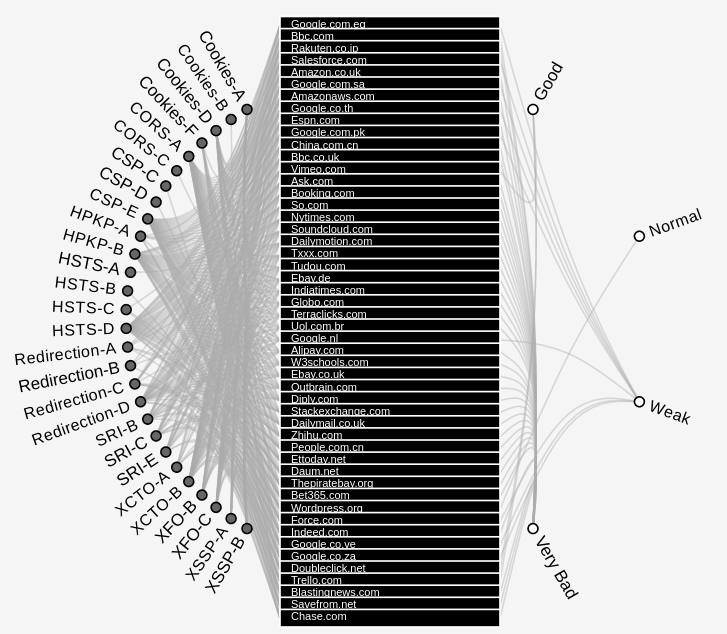 Cookies-A
Cookies-B
Cookies-D
Cookies-F
CORS-A
CORS-C
CSP-C
CSP-D
CSP-E
HPKP-A
HPKP-B
HSTS-A
HSTS-B
HSTS-C
HSTS-D
Redirection-A
Redirection-B
Redirection-C
Redirection-D
SRI-B
SRI-C
SRI-E
XCTO-A
XCTO-B
XFO-B
XFO-C
XSSP-A
XSSP-B
Google.com.eg
Bbc.com
Rakuten.co.jp
Salesforce.com
Amazon.co.uk
Google.com.sa
Amazonaws.com
Google.co.th
Espn.com
Google.com.pk
China.com.cn
Bbc.co.uk
Vimeo.com
Ask.com
Booking.com
So.com
Nytimes.com
Soundcloud.com
Dailymotion.com
Txxx.com
Tudou.com
Ebay.de
Indiatimes.com
Globo.com
Terraclicks.com
Uol.com.br
Google.nl
Alipay.com
W3schools.com
Ebay.co.uk
Outbrain.com
Diply.com
Stackexchange.com
Dailymail.co.uk
Zhihu.com
People.com.cn
Ettoday.net
Daum.net
Thepiratebay.org
Bet365.com
Wordpress.org
Force.com
Indeed.com
Google.co.ve
Google.co.za
Doubleclick.net
Trello.com
Blastingnews.com
Savefrom.net
Chase.com
Good
Normal
Weak
Very Bad